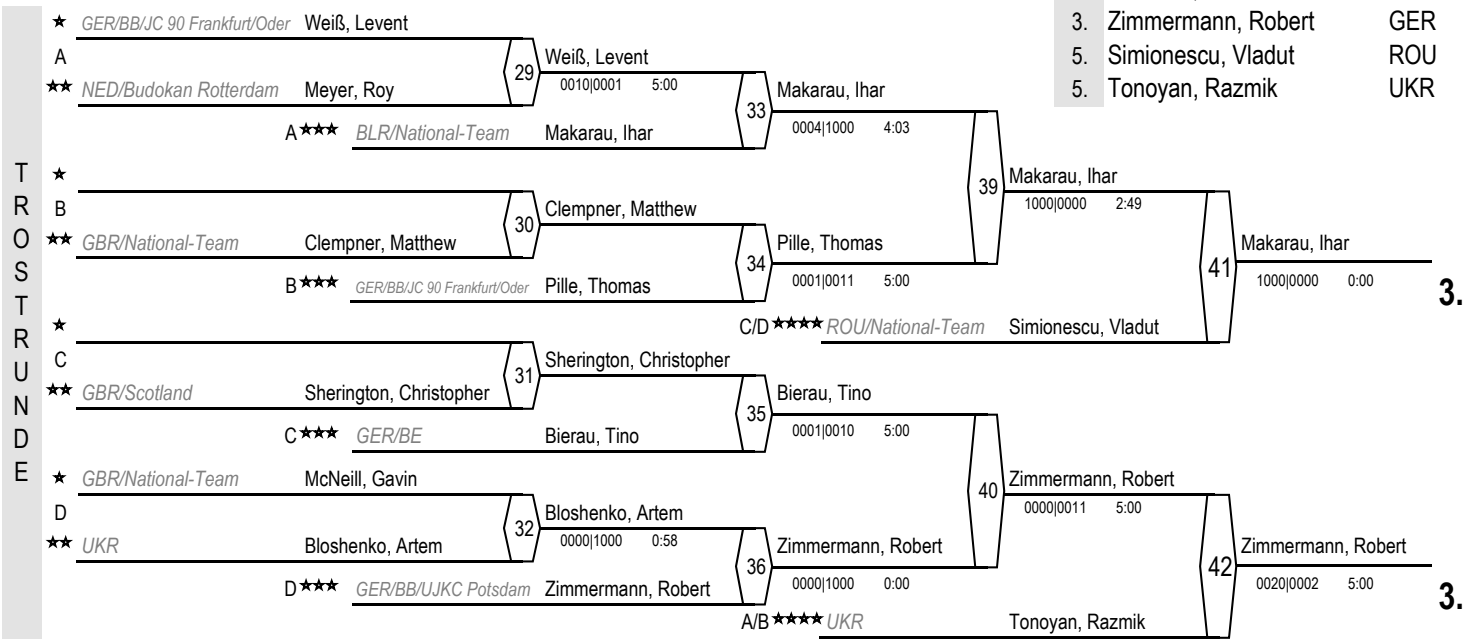 3. Zimmermann, Robert GER
5. Simionescu, Vladut ROU
5. Tonoyan, Razmik UKR
TROSTRUNDE
★ GER/BB/JC 90 Frankfurt/Oder Weiß, Levent
A
29 Weiß, Levent
0010|0001 5:00
★★ NED/Budokan Rotterdam Meyer, Roy
33 Makarau, Ihar
0004|1000 4:03
A★★★ BLR/National-Team Makarau, Ihar
39 Makarau, Ihar
1000|0000 2:49
★
B
30 Clempner, Matthew
★★ GBR/National-Team Clempner, Matthew
34 Pille, Thomas
0001|0011 5:00
B★★★ GER/BB/JC 90 Frankfurt/Oder Pille, Thomas
41 Makarau, Ihar
1000|0000 0:00
3.
C/D★★★★ ROU/National-Team Simionescu, Vladut
★
C
31 Sherington, Christopher
★★ GBR/Scotland Sherington, Christopher
35 Bierau, Tino
0001|0010 5:00
C★★★ GER/BE Bierau, Tino
40 Zimmermann, Robert
0000|0011 5:00
★ GBR/National-Team McNeill, Gavin
D
32 Bloshenko, Artem
0000|1000 0:58
★★ UKR Bloshenko, Artem
36 Zimmermann, Robert
0000|1000 0:00
D★★★ GER/BB/UJKC Potsdam Zimmermann, Robert
42 Zimmermann, Robert
0020|0002 5:00
3.
A/B★★★★ UKR Tonoyan, Razmik